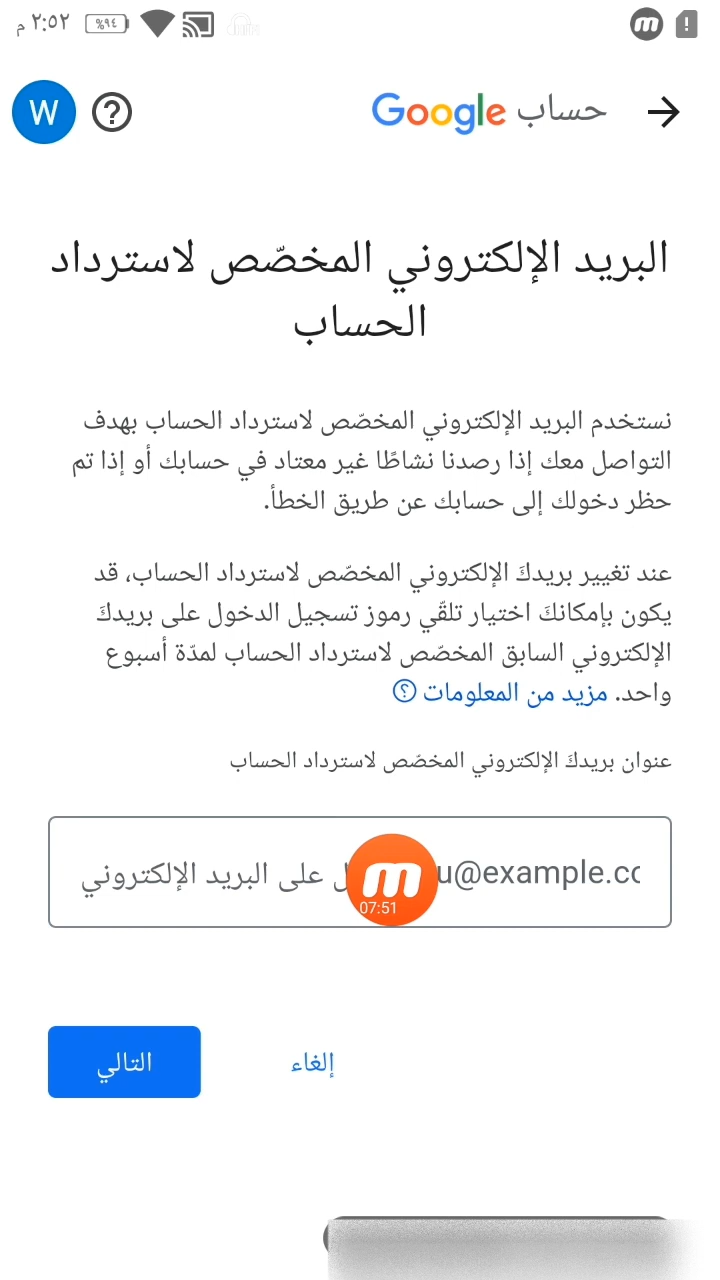 ٢:٥٢ م
%٩٤
W
حساب Google
البريد الإلكتروني المخصّص لاسترداد
الحساب
نستخدم البريد الإلكتروني المخصّص لاسترداد الحساب بهدف
التواصل معك إذا رصدنا نشاطًا غير معتاد في حسابك أو إذا تم
حظر دخولك إلى حسابك عن طريق الخطأ.
عند تغيير بريدكَ الإلكتروني المخصّص لاسترداد الحساب، قد
يكون بإمكانكَ اختيار تلقّي رموز تسجيل الدخول على بريدكَ
الإلكتروني السابق المخصّص لاسترداد الحساب لمدّة أسبوع
واحد. مزيد من المعلومات
عنوان بريدكَ الإلكتروني المخصّص لاسترداد الحساب
u@example.cc
على البريد الإلكتروني
07:51
التالي
إلغاء